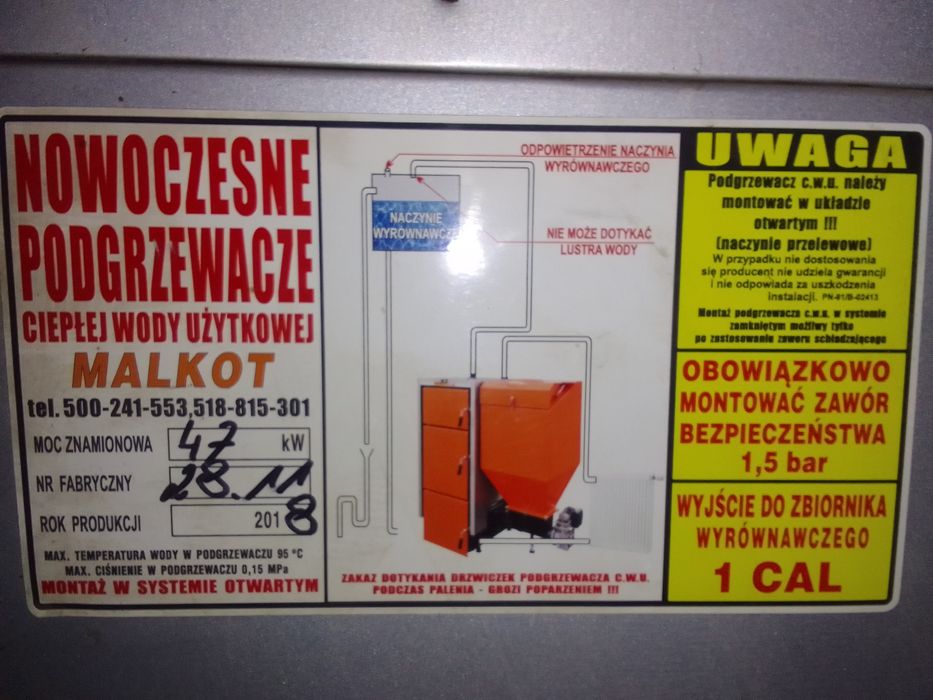 NOWOCZESNE
PODGRZEWACZE
CIEPŁEJ WODY UŻYTKOWEJ
MALKOT
tel. 500-241-553,518-815-301
MOC ZNAMIONOWA 47 kW
NR FABRYCZNY 28.11
ROK PRODUKCJI 2018
MAX. TEMPERATURA WODY W PODGRZEWACZU 95 °C
MAX. CIŚNIENIE W PODGRZEWACZU 0,15 MPa
MONTAŻ W SYSTEMIE OTWARTYM
ODPOWIETRZENIE NACZYNIA
WYRÓWNAWCZEGO
NACZYNIE
WYRÓWNAWCZE
NIE MOŻE DOTYKAĆ
LUSTRA WODY
ZAKAZ DOTYKANIA DRZWICZEK PODGRZEWACZA C.W.U.
PODCZAS PALENIA - GROZI POPARZENIEM !!!
UWAGA
Podgrzewacz c.w.u. należy
montować w układzie
otwartym !!!
(naczynie przelewowe)
W przypadku nie dostosowania
się producent nie udziela gwarancji
i nie odpowiada za uszkodzenia
instalacji. PN-91/B-02413
Montaż podgrzewacza c.w.u. w systemie
zamkniętym możliwy tylko
po zastosowaniu zaworu schładzającego
OBOWIĄZKOWO
MONTOWAĆ ZAWÓR
BEZPIECZEŃSTWA
1,5 bar
WYJŚCIE DO ZBIORNIKA
WYRÓWNAWCZEGO
1 CAL